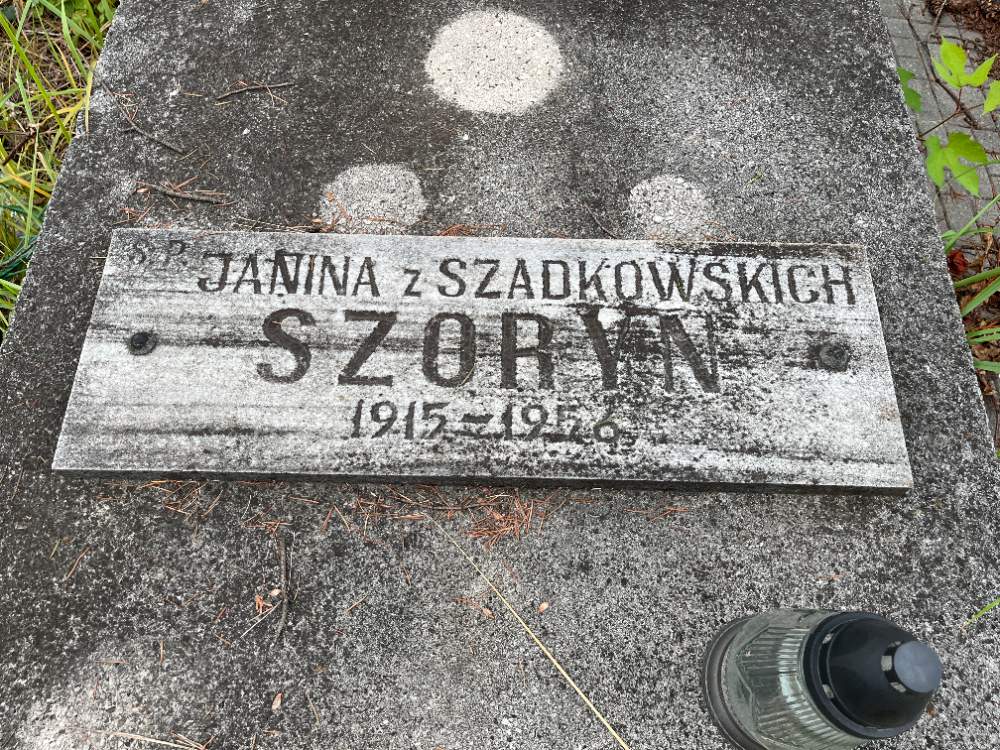 Ś.P. JANINA z SZADKOWSKICH
SZORYN
1915–1956